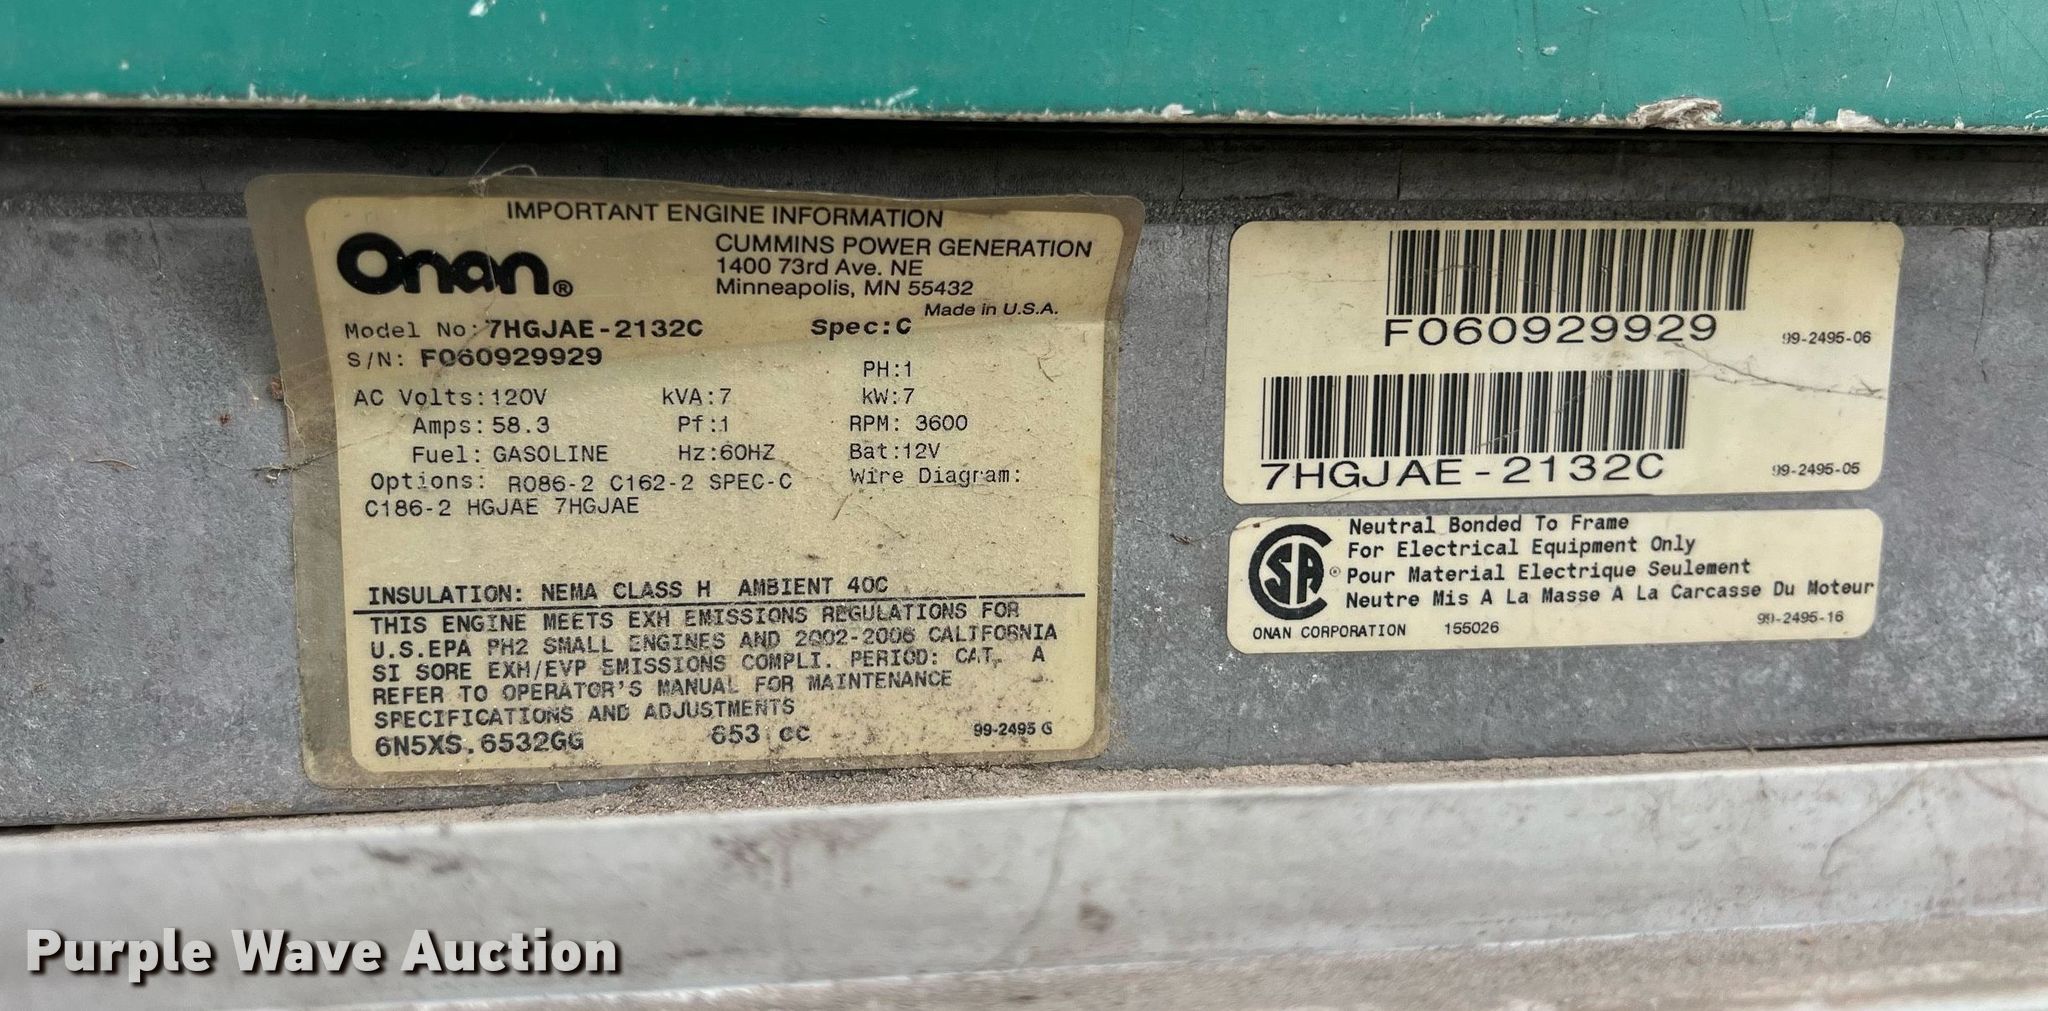 IMPORTANT ENGINE INFORMATION
Onan®
CUMMINS POWER GENERATION
1400 73rd Ave. NE
Minneapolis, MN 55432
Made in U.S.A.
Model No: 7HGJAE-2132C Spec: C
S/N: F060929929
PH:1
AC Volts: 120V kVA:7 kW:7
Amps: 58.3 Pf:1 RPM: 3600
Fuel: GASOLINE Hz:60HZ Bat:12V
Options: R086-2 C162-2 SPEC-C Wire Diagram:
C186-2 HGJAE 7HGJAE
INSULATION: NEMA CLASS H AMBIENT 40C
THIS ENGINE MEETS EXH EMISSIONS REGULATIONS FOR
U.S.EPA PH2 SMALL ENGINES AND 2002-2006 CALIFORNIA
SI SORE EXH/EVP EMISSIONS COMPLI. PERIOD: CAT. A
REFER TO OPERATOR'S MANUAL FOR MAINTENANCE
SPECIFICATIONS AND ADJUSTMENTS
6N5XS.6532GG 653 cc 99-2495 G
F060929929 99-2495-06
7HGJAE-2132C 99-2495-05
SA®
Neutral Bonded To Frame
For Electrical Equipment Only
Pour Material Electrique Seulement
Neutre Mis A La Masse A La Carcasse Du Moteur
ONAN CORPORATION 155026 99-2495-16
Purple Wave Auction